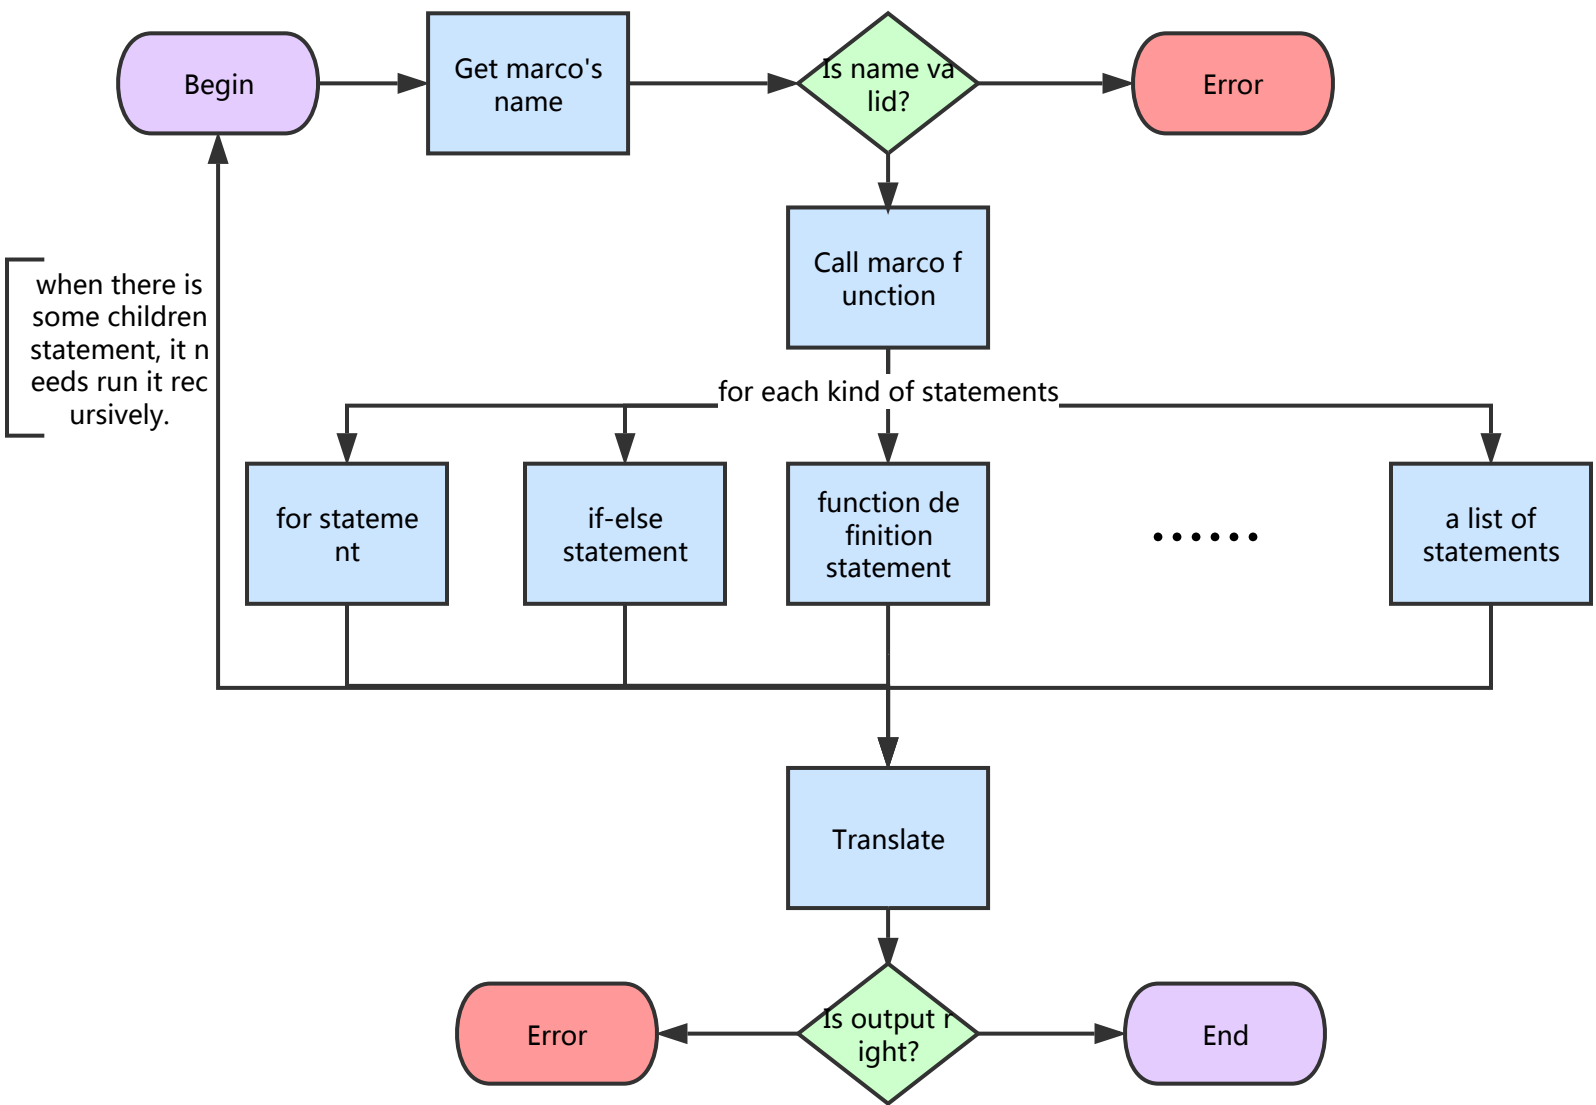 Begin
Get marco's
name
Is name va
lid?
Error
Call marco f
unction
when there is
some children
statement, it n
eeds run it rec
ursively.
for each kind of statements
for stateme
nt
if-else
statement
function de
finition
statement
......
a list of
statements
Translate
Error
Is output r
ight?
End